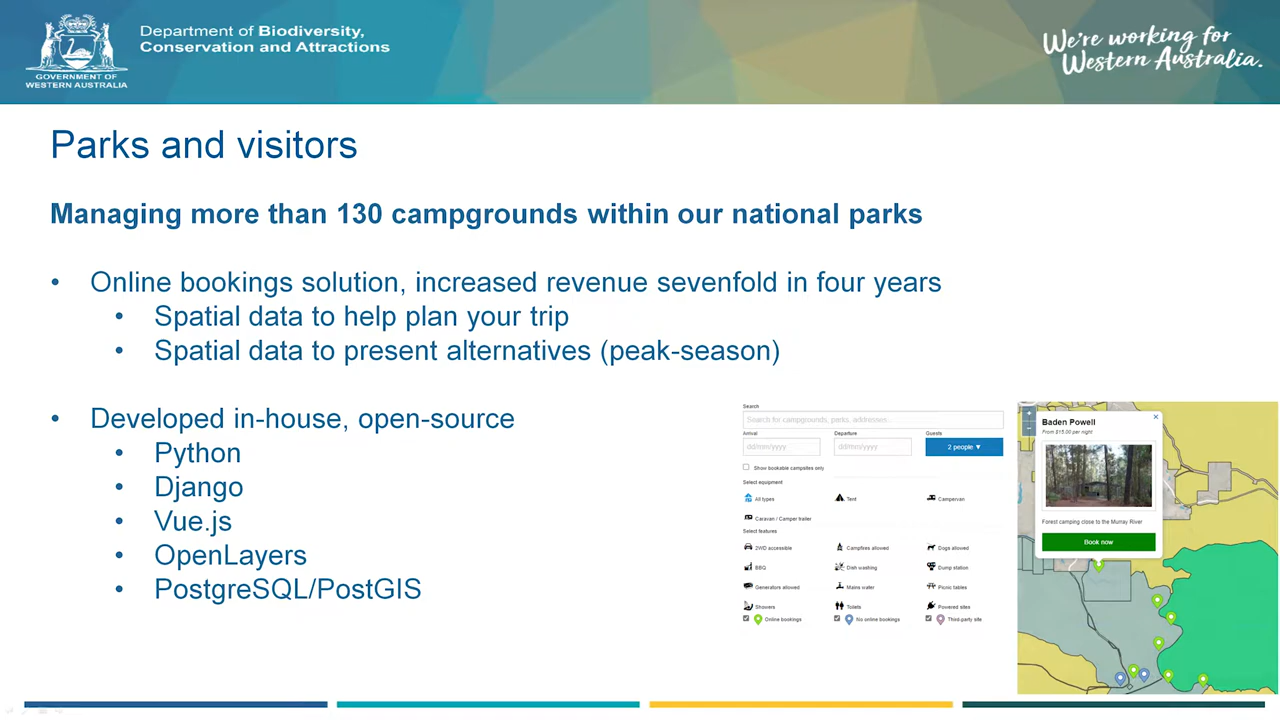 Department of Biodiversity,
Conservation and Attractions
GOVERNMENT OF
WESTERN AUSTRALIA
We're working for
Western Australia.
Parks and visitors
Managing more than 130 campgrounds within our national parks
• Online bookings solution, increased revenue sevenfold in four years
• Spatial data to help plan your trip
• Spatial data to present alternatives (peak-season)
• Developed in-house, open-source
• Python
• Django
• Vue.js
• OpenLayers
• PostgreSQL/PostGIS
Search
Search for campgrounds, parks, addresses...
Arrival Departure Guests
dd/mm/yyyy dd/mm/yyyy 2 people ▼
Show bookable campsites only
Select equipment
All types Tent Campervan
Caravan / Camper trailer
Select features
2WD accessible Campfires allowed Dogs allowed
BBQ Dish washing Dump station
Generators allowed Mains water Picnic tables
Showers Toilets Powered sites
Online bookings No online bookings Third-party site
+
×
Baden Powell
From $15.00 per night
Forest camping close to the Murray River
Book now